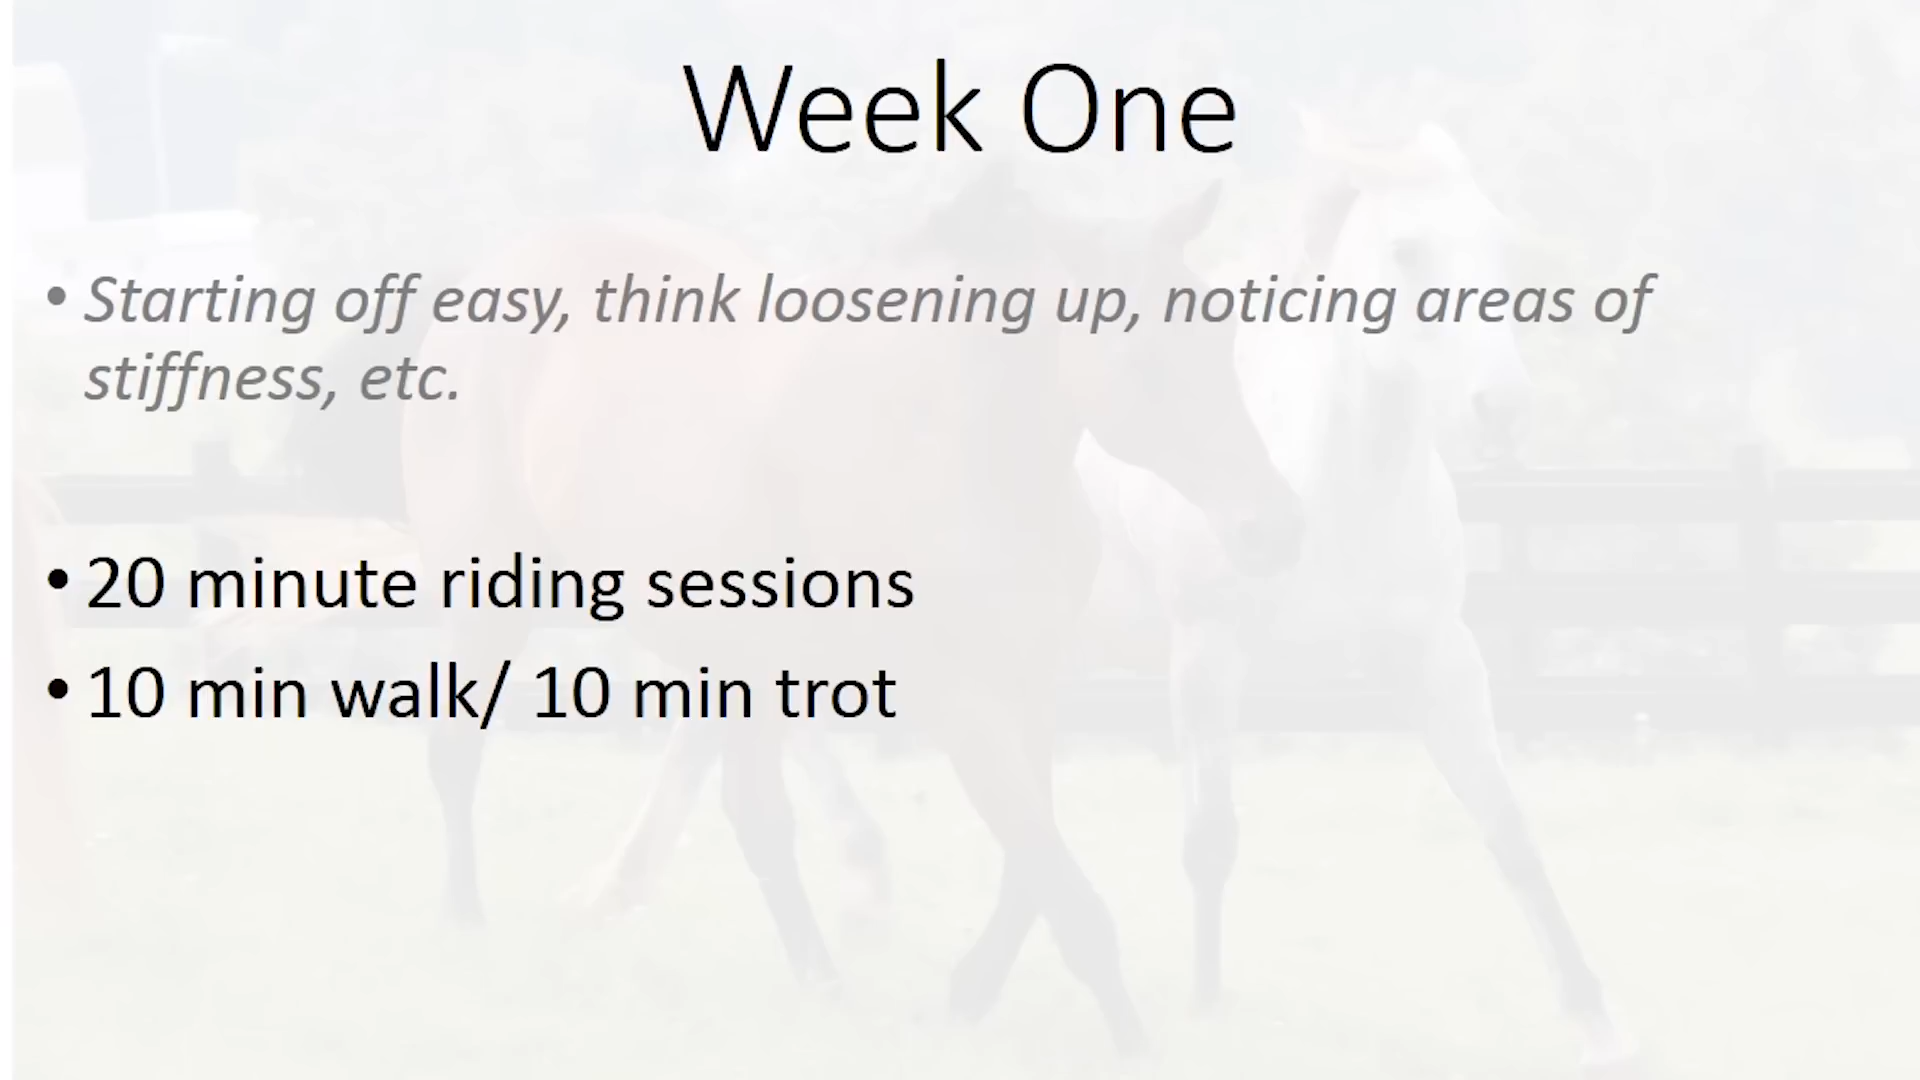 Week One
• Starting off easy, think loosening up, noticing areas of
stiffness, etc.
• 20 minute riding sessions
• 10 min walk/ 10 min trot